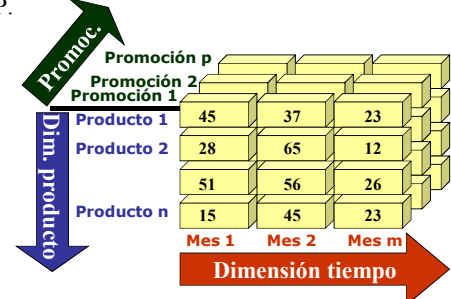 P.
Promoc.
Promoción p
Promoción 2
Promoción 1
Producto 1 45 37 23
Producto 2 28 65 12
51 56 26
Producto n 15 45 23
Dim. producto
Mes 1 Mes 2 Mes m
Dimensión tiempo